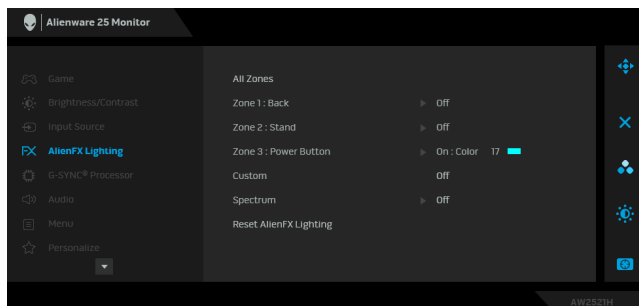 Alienware 25 Monitor
Game
Brightness/Contrast
Input Source
FX AlienFX Lighting
G-SYNC® Processor
Audio
Menu
Personalize
All Zones
Zone 1 : Back Off
Zone 2 : Stand Off
Zone 3 : Power Button On : Color 17
Custom Off
Spectrum Off
Reset AlienFX Lighting
AW2521H